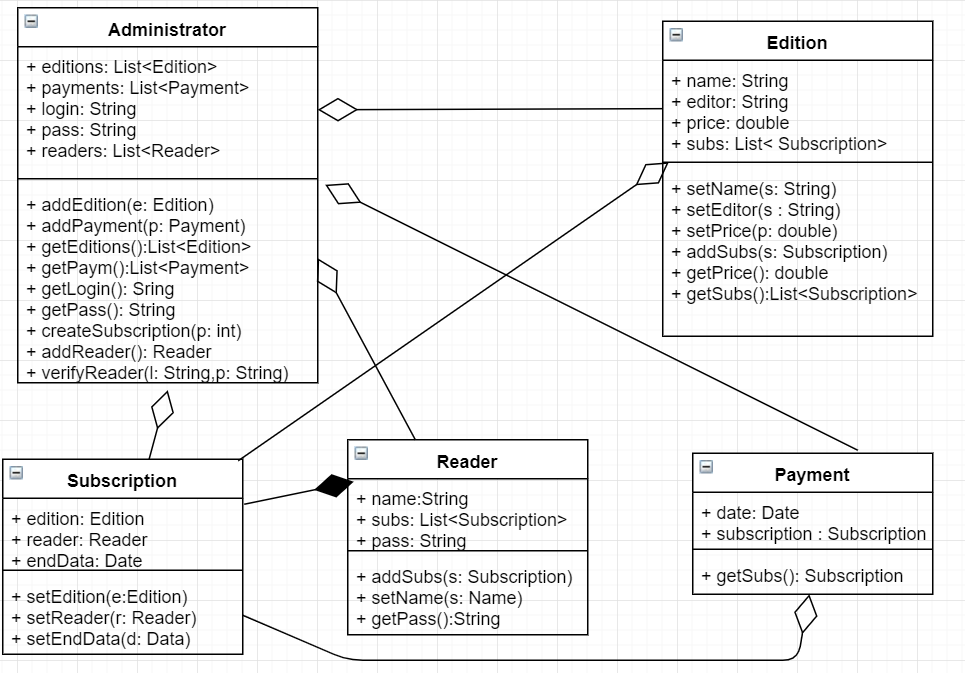 Administrator
+ editions: List<Edition>
+ payments: List<Payment>
+ login: String
+ pass: String
+ readers: List<Reader>
+ addEdition(e: Edition)
+ addPayment(p: Payment)
+ getEditions():List<Edition>
+ getPaym():List<Payment>
+ getLogin(): Sring
+ getPass(): String
+ createSubscription(p: int)
+ addReader(): Reader
+ verifyReader(l: String,p: String)
Edition
+ name: String
+ editor: String
+ price: double
+ subs: List< Subscription>
+ setName(s: String)
+ setEditor(s : String)
+ setPrice(p: double)
+ addSubs(s: Subscription)
+ getPrice(): double
+ getSubs():List<Subscription>
Subscription
+ edition: Edition
+ reader: Reader
+ endData: Date
+ setEdition(e:Edition)
+ setReader(r: Reader)
+ setEndData(d: Data)
Reader
+ name:String
+ subs: List<Subscription>
+ pass: String
+ addSubs(s: Subscription)
+ setName(s: Name)
+ getPass():String
Payment
+ date: Date
+ subscription : Subscription
+ getSubs(): Subscription